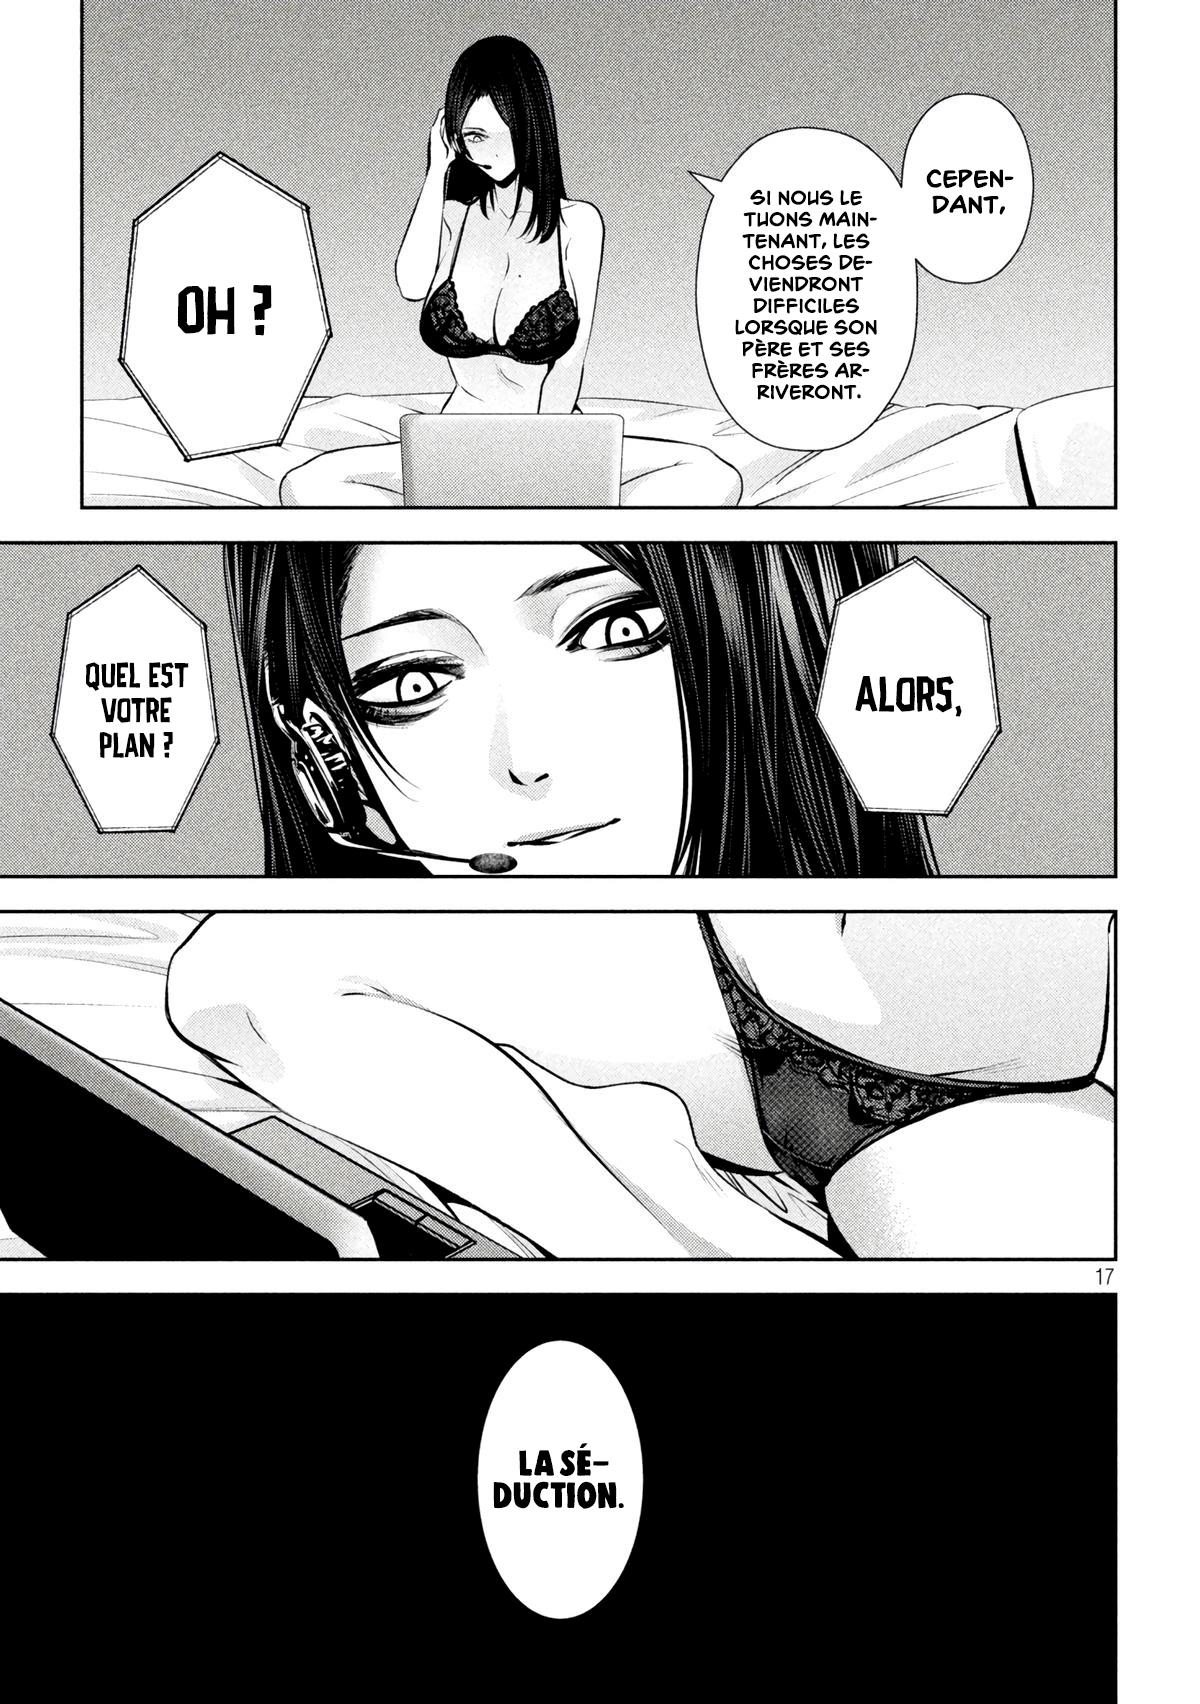 CEPEN-
DANT,
SI NOUS LE
TUONS MAIN-
TENANT, LES
CHOSES DE-
VIENDRONT
DIFFICILES
LORSQUE SON
PÈRE ET SES
FRÈRES AR-
RIVERONT.
OH ?
ALORS,
QUEL EST
VOTRE
PLAN ?
17
LA SÉ-
DUCTION.